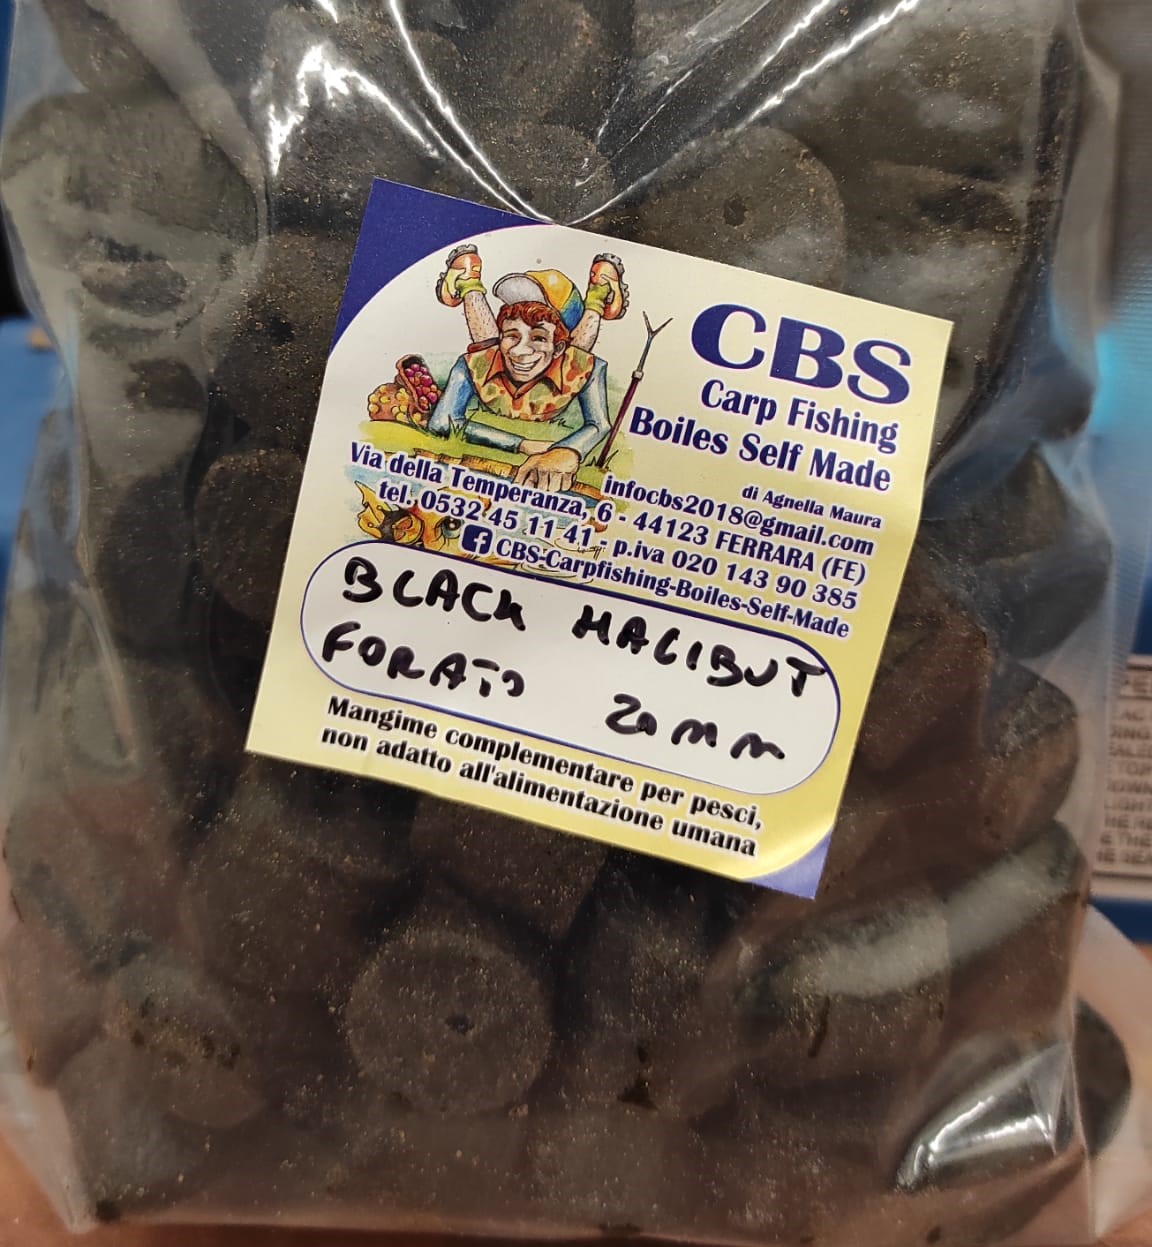 CBS
Carp Fishing
Boiles Self Made
di Agnella Maura
infocbs2018@gmail.com
Via della Temperanza, 6 - 44123 FERRARA (FE)
tel. 0532 45 11 41 - p.iva 020 143 90 385
f CBS-Carpfishing-Boiles-Self-Made
BLACK HALIBUT
FORATO 20 MM
Mangime complementare per pesci,
non adatto all'alimentazione umana